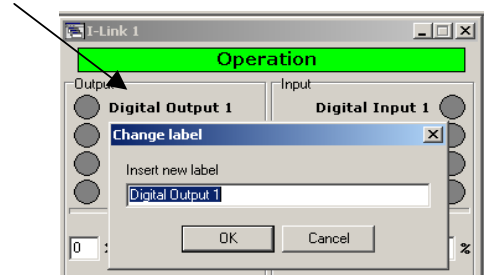 I-Link 1
Operation
Output Input
Digital Output 1 Digital Input 1
Change label
Insert new label
Digital Output 1
OK Cancel
0 %